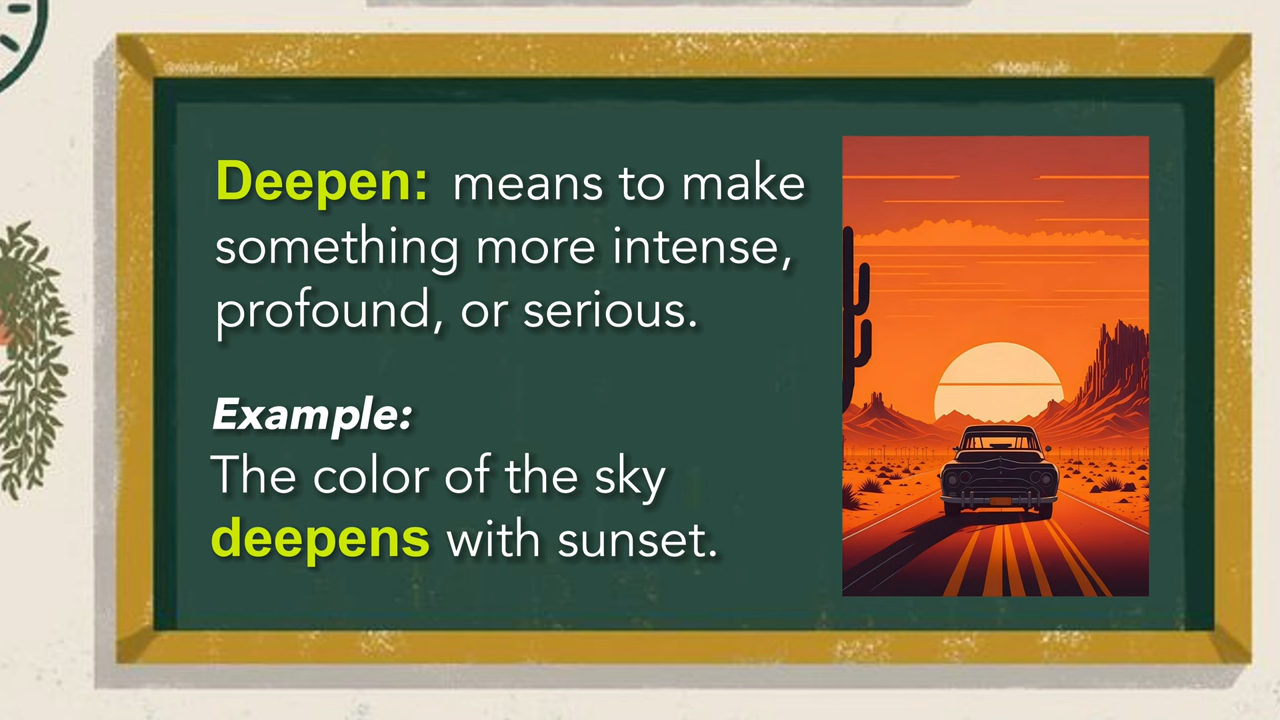 Deepen: means to make
something more intense,
profound, or serious.
Example:
The color of the sky
deepens with sunset.